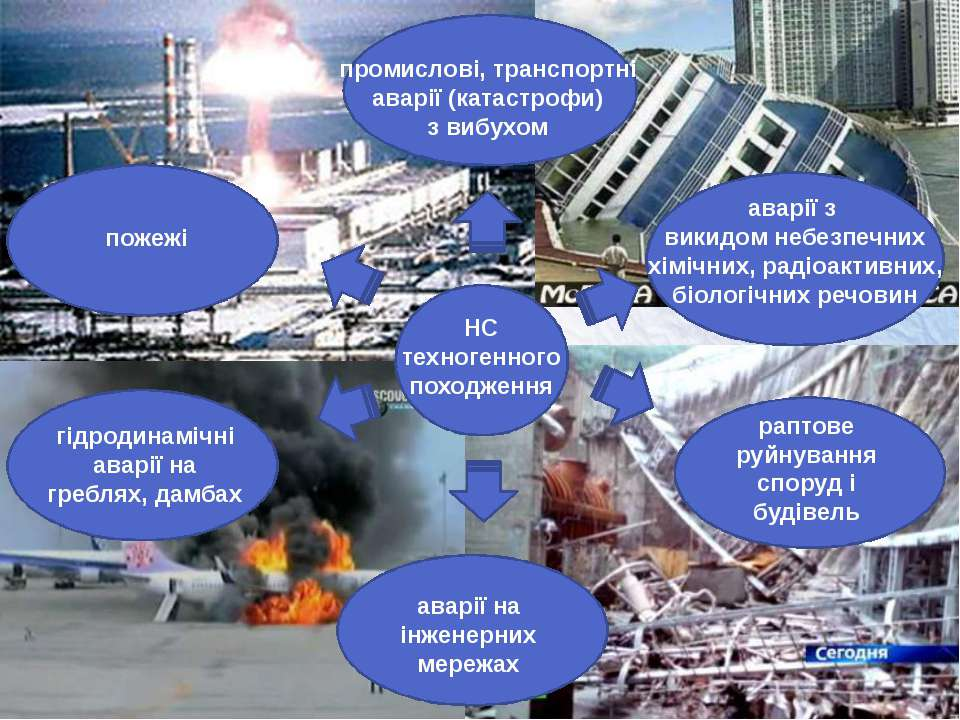 промислові, транспортні
аварії (катастрофи)
з вибухом
пожежі
аварії з
викидом небезпечних
хімічних, радіоактивних,
біологічних речовин
НС
техногенного
походження
гідродинамічні
аварії на
греблях, дамбах
раптове
руйнування
споруд і
будівель
аварії на
інженерних
мережах
Сегодня